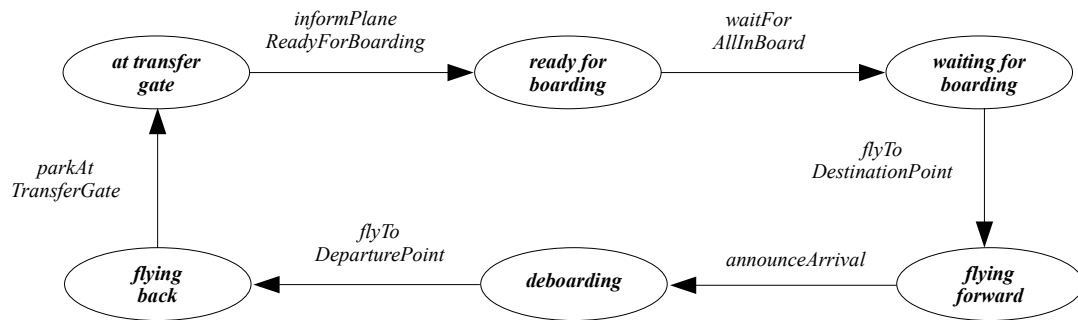 informPlane
ReadyForBoarding
waitFor
AllInBoard
at transfer
gate
ready for
boarding
waiting for
boarding
parkAt
TransferGate
flyTo
DestinationPoint
flyTo
DeparturePoint
announceArrival
flying
back
deboarding
flying
forward